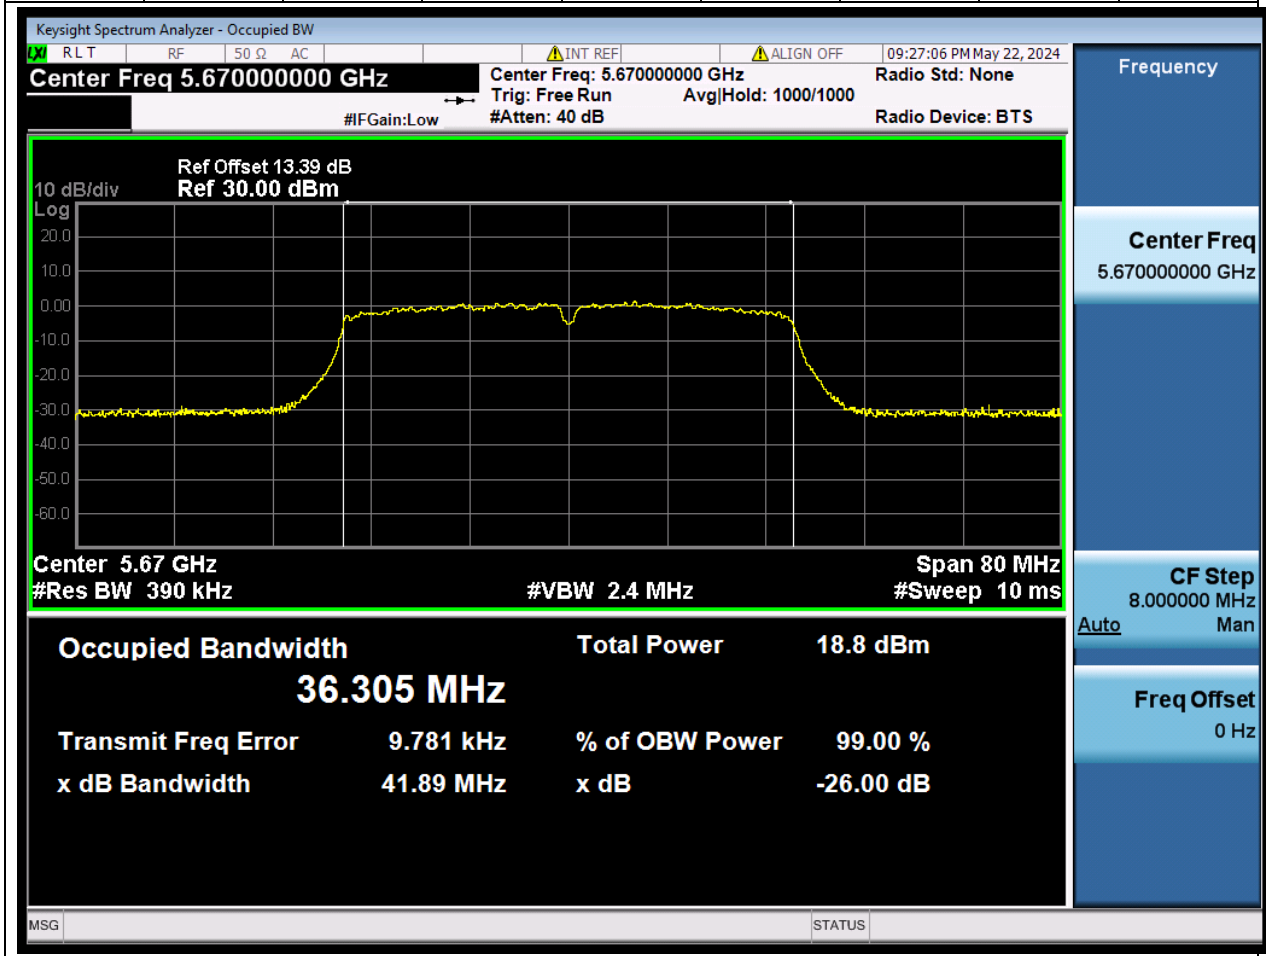 Keysight Spectrum Analyzer - Occupied BW
LXI RLT RF 50 Ω AC INT REF ALIGN OFF 09:27:06 PM May 22, 2024
Center Freq 5.670000000 GHz
Center Freq: 5.670000000 GHz
Radio Std: None
Trig: Free Run Avg|Hold: 1000/1000
#IFGain:Low
#Atten: 40 dB
Radio Device: BTS
Ref Offset 13.39 dB
10 dB/div Ref 30.00 dBm
Log
20.0
10.0
0.00
-10.0
-20.0
-30.0
-40.0
-50.0
-60.0
Center 5.67 GHz Span 80 MHz
#Res BW 390 kHz #VBW 2.4 MHz #Sweep 10 ms
Occupied Bandwidth Total Power 18.8 dBm
36.305 MHz
Transmit Freq Error 9.781 kHz % of OBW Power 99.00 %
x dB Bandwidth 41.89 MHz x dB -26.00 dB
MSG STATUS
Frequency
Center Freq
5.670000000 GHz
CF Step
8.000000 MHz
Auto Man
Freq Offset
0 Hz